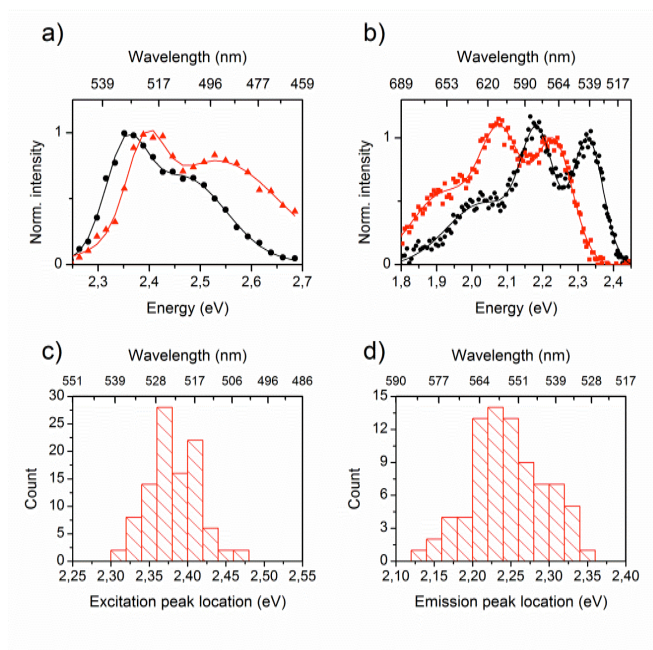 a)
Wavelength (nm)
539 517 496 477 459
1
0
Norm. intensity
2,3 2,4 2,5 2,6 2,7
Energy (eV)
b)
Wavelength (nm)
689 653 620 590 564 539 517
1
0
Norm. intensity
1,8 1,9 2,0 2,1 2,2 2,3 2,4
Energy (eV)
c)
Wavelength (nm)
551 539 528 517 506 496 486
30
25
20
15
10
5
0
Count
2,25 2,30 2,35 2,40 2,45 2,50 2,55
Excitation peak location (eV)
d)
Wavelength (nm)
590 577 564 551 539 528 517
15
12
9
6
3
0
Count
2,10 2,15 2,20 2,25 2,30 2,35 2,40
Emission peak location (eV)